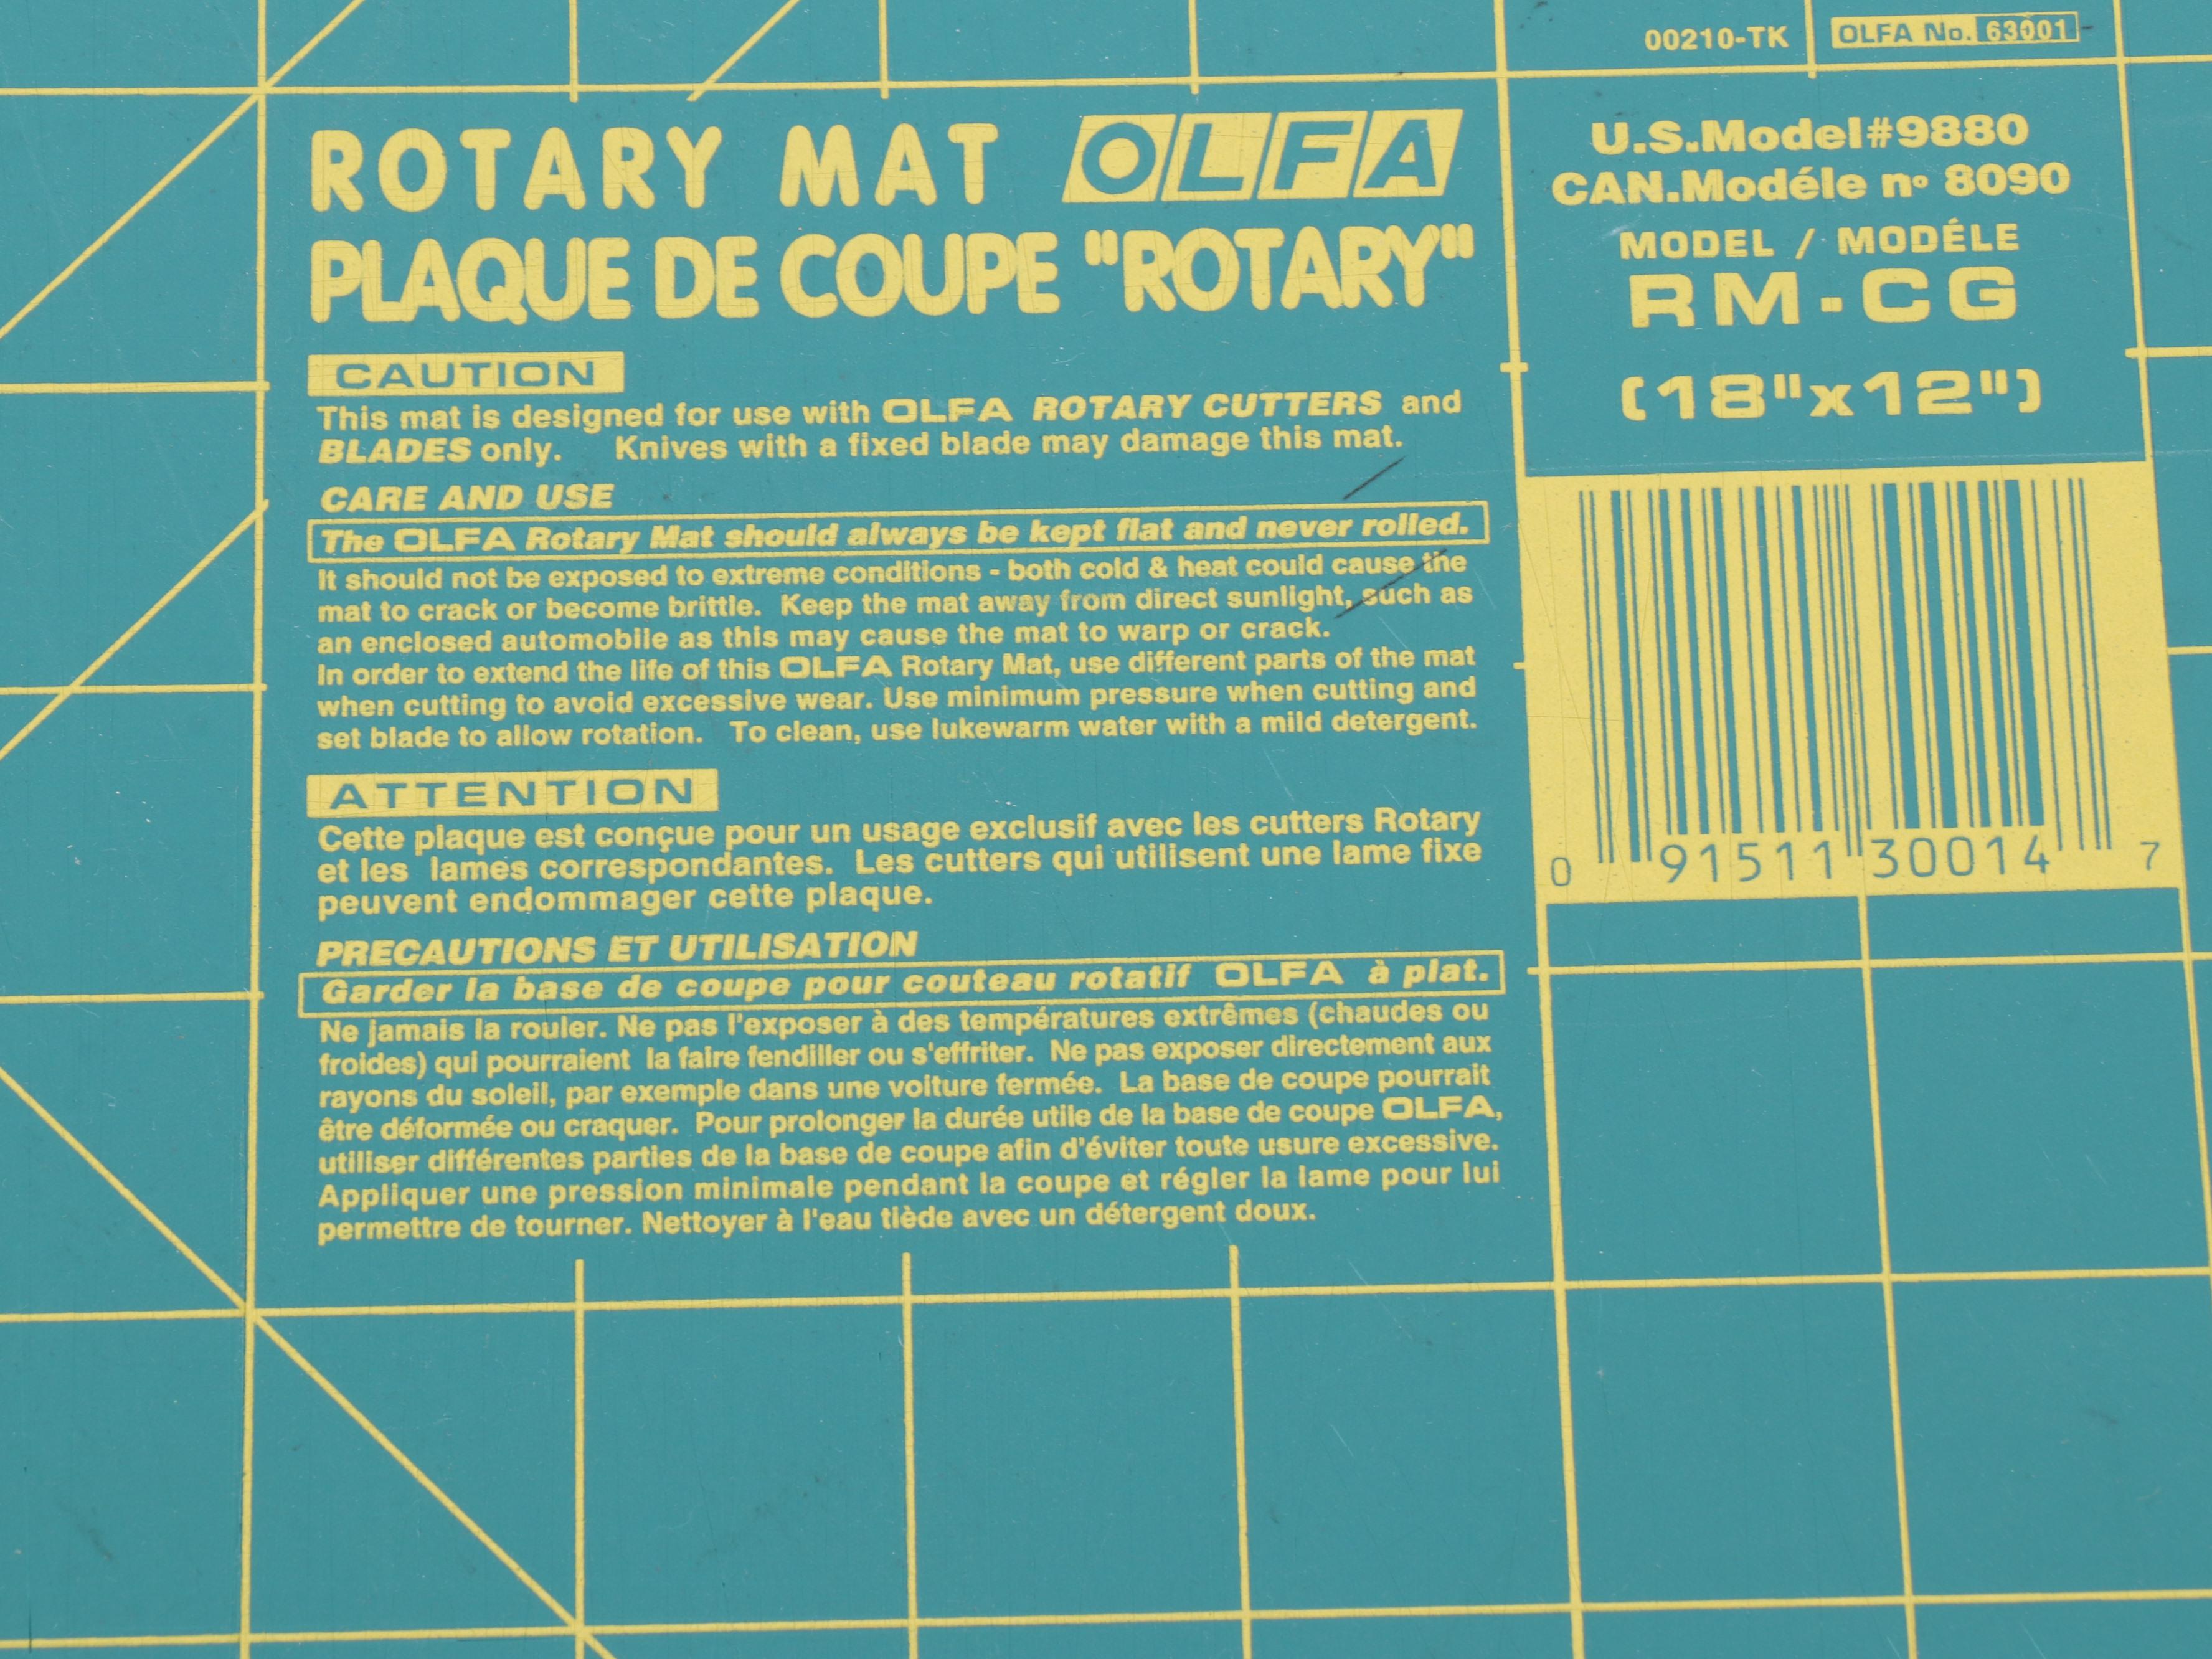 00210-TK OLFA No. 63001
ROTARY MAT OLFA
PLAQUE DE COUPE "ROTARY"
CAUTION
This mat is designed for use with OLFA ROTARY CUTTERS and
BLADES only. Knives with a fixed blade may damage this mat.
CARE AND USE
The OLFA Rotary Mat should always be kept flat and never rolled.
It should not be exposed to extreme conditions - both cold & heat could cause the
mat to crack or become brittle. Keep the mat away from direct sunlight, such as
an enclosed automobile as this may cause the mat to warp or crack.
In order to extend the life of this OLFA Rotary Mat, use different parts of the mat
when cutting to avoid excessive wear. Use minimum pressure when cutting and
set blade to allow rotation. To clean, use lukewarm water with a mild detergent.
ATTENTION
Cette plaque est conçue pour un usage exclusif avec les cutters Rotary
et les lames correspondantes. Les cutters qui utilisent une lame fixe
peuvent endommager cette plaque.
PRECAUTIONS ET UTILISATION
Garder la base de coupe pour couteau rotatif OLFA à plat.
Ne jamais la rouler. Ne pas l'exposer à des températures extrêmes (chaudes ou
froides) qui pourraient la faire fendiller ou s'effriter. Ne pas exposer directement aux
rayons du soleil, par exemple dans une voiture fermée. La base de coupe pourrait
être déformée ou craquer. Pour prolonger la durée utile de la base de coupe OLFA,
utiliser différentes parties de la base de coupe afin d'éviter toute usure excessive.
Appliquer une pression minimale pendant la coupe et régler la lame pour lui
permettre de tourner. Nettoyer à l'eau tiède avec un détergent doux.
U.S.Model#9880
CAN.Modéle nº 8090
MODEL / MODÉLE
RM-CG
(18"x12")
0 91511 30014 7